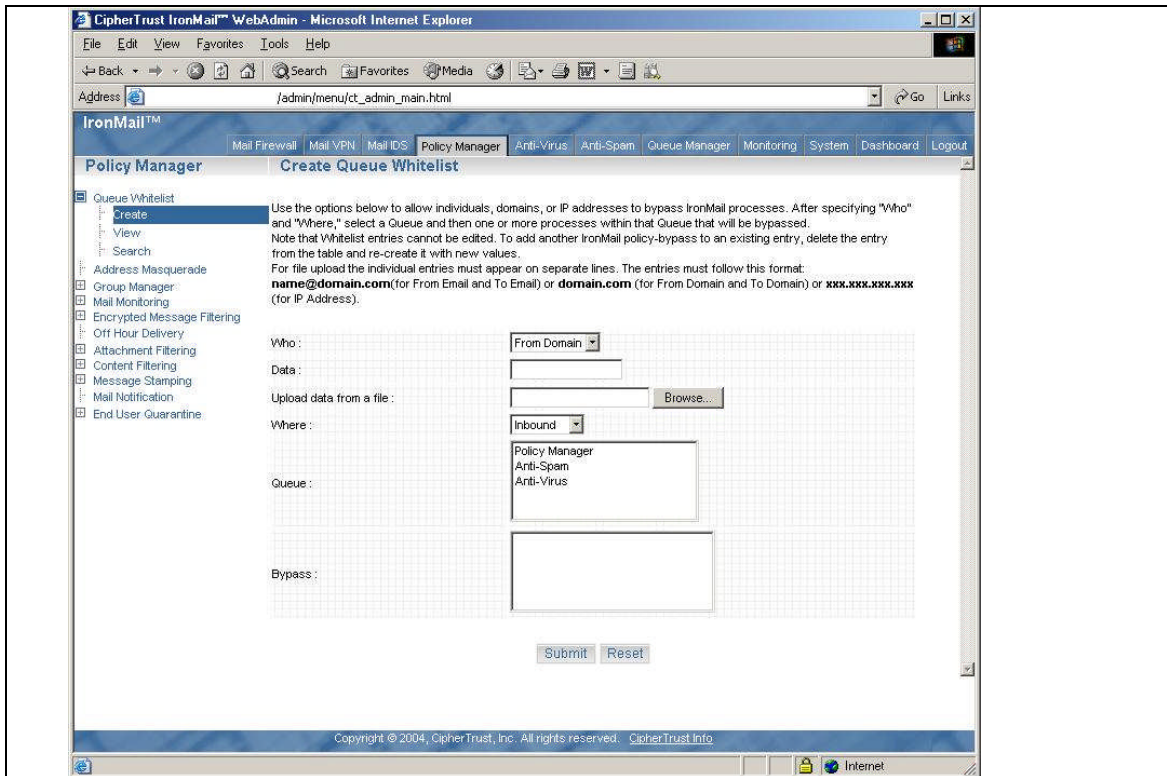 CipherTrust IronMail™ WebAdmin - Microsoft Internet Explorer
File Edit View Favorites Tools Help
Back Search Favorites Media
Address /admin/menu/ct_admin_main.html Go Links
IronMail™
Mail Firewall Mail VPN Mail IDS Policy Manager Anti-Virus Anti-Spam Queue Manager Monitoring System Dashboard Logout
Policy Manager
Create Queue Whitelist
Queue Whitelist
Create
View
Search
Address Masquerade
Group Manager
Mail Monitoring
Encrypted Message Filtering
Off Hour Delivery
Attachment Filtering
Content Filtering
Message Stamping
Mail Notification
End User Quarantine
Use the options below to allow individuals, domains, or IP addresses to bypass IronMail processes. After specifying "Who"
and "Where," select a Queue and then one or more processes within that Queue that will be bypassed.
Note that Whitelist entries cannot be edited. To add another IronMail policy-bypass to an existing entry, delete the entry
from the table and re-create it with new values.
For file upload the individual entries must appear on separate lines. The entries must follow this format:
name@domain.com(for From Email and To Email) or domain.com (for From Domain and To Domain) or xxx.xxx.xxx.xxx
(for IP Address).
Who : From Domain
Data :
Upload data from a file : Browse...
Where : Inbound
Queue :
Policy Manager
Anti-Spam
Anti-Virus
Bypass :
Submit Reset
Copyright © 2004, CipherTrust, Inc. All rights reserved. CipherTrust Info
Internet